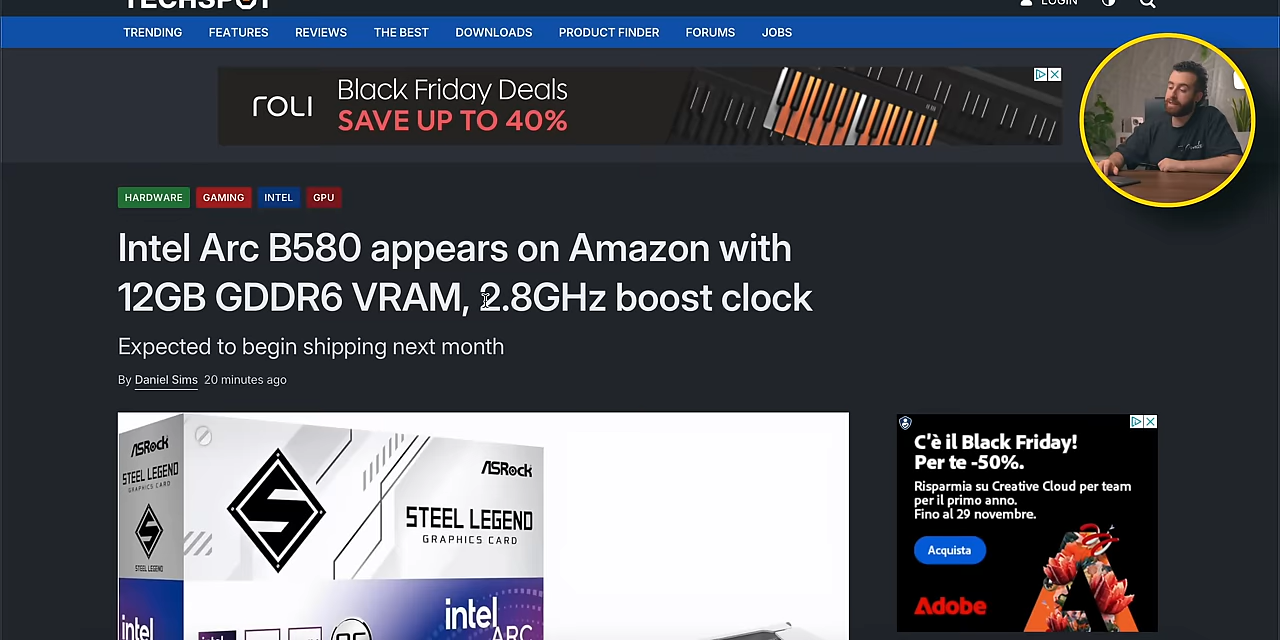 TECHSPOT
LOGIN
TRENDING FEATURES REVIEWS THE BEST DOWNLOADS PRODUCT FINDER FORUMS JOBS
ROLI
Black Friday Deals
SAVE UP TO 40%
HARDWARE GAMING INTEL GPU
Intel Arc B580 appears on Amazon with
12GB GDDR6 VRAM, 2.8GHz boost clock
Expected to begin shipping next month
By Daniel Sims 20 minutes ago
ASRock
STEEL LEGEND
GRAPHICS CARD
STEEL LEGEND
intel
ASRock
STEEL LEGEND
GRAPHICS CARD
intel
ARC
C'è il Black Friday!
Per te -50%.
Risparmia su Creative Cloud per team
per il primo anno.
Fino al 29 novembre.
Acquista
Adobe